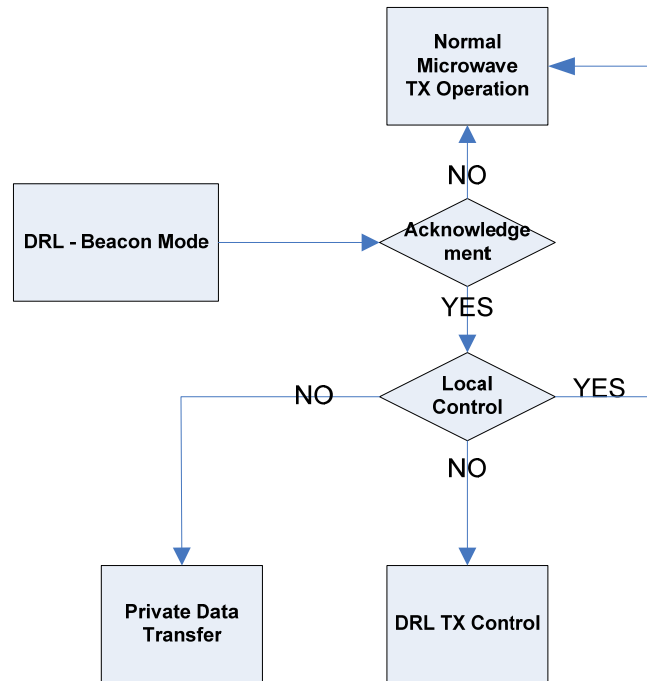 Normal
Microwave
TX Operation
NO
DRL - Beacon Mode
Acknowledge
ment
YES
Local
Control
NO
YES
NO
Private Data
Transfer
DRL TX Control